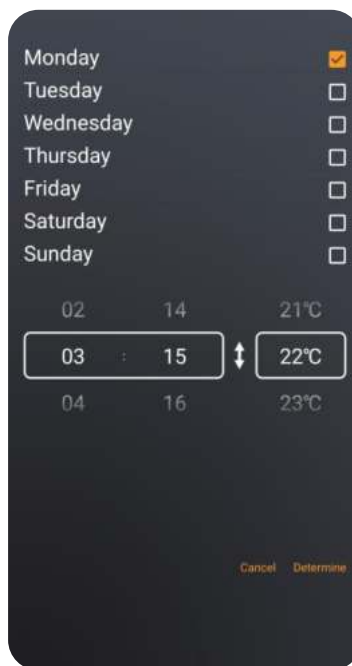 Monday
Tuesday
Wednesday
Thursday
Friday
Saturday
Sunday
02 14 21°C
03 : 15 22°C
04 16 23°C
Cancel Determine